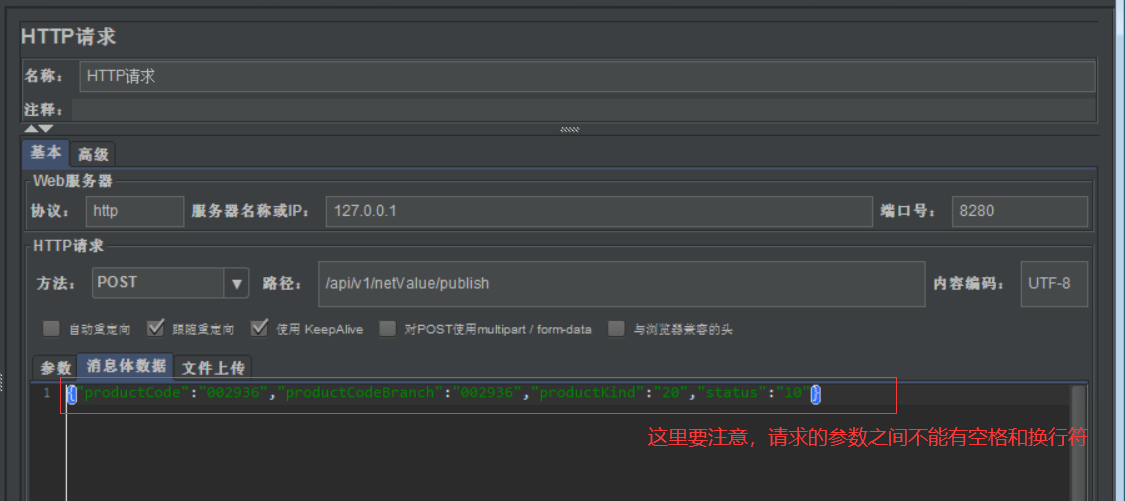 HTTP请求
名称： HTTP请求
注释：
基本 高级
Web服务器
协议： http 服务器名称或IP： 127.0.0.1 端口号： 8280
HTTP请求
方法： POST 路径： /api/v1/netValue/publish 内容编码： UTF-8
自动重定向 跟随重定向 使用 KeepAlive 对POST使用multipart / form-data 与浏览器兼容的头
参数 消息体数据 文件上传
1 {"productCode":"002936","productCodeBranch":"002936","productKind":"20","status":"10"}
这里要注意，请求的参数之间不能有空格和换行符